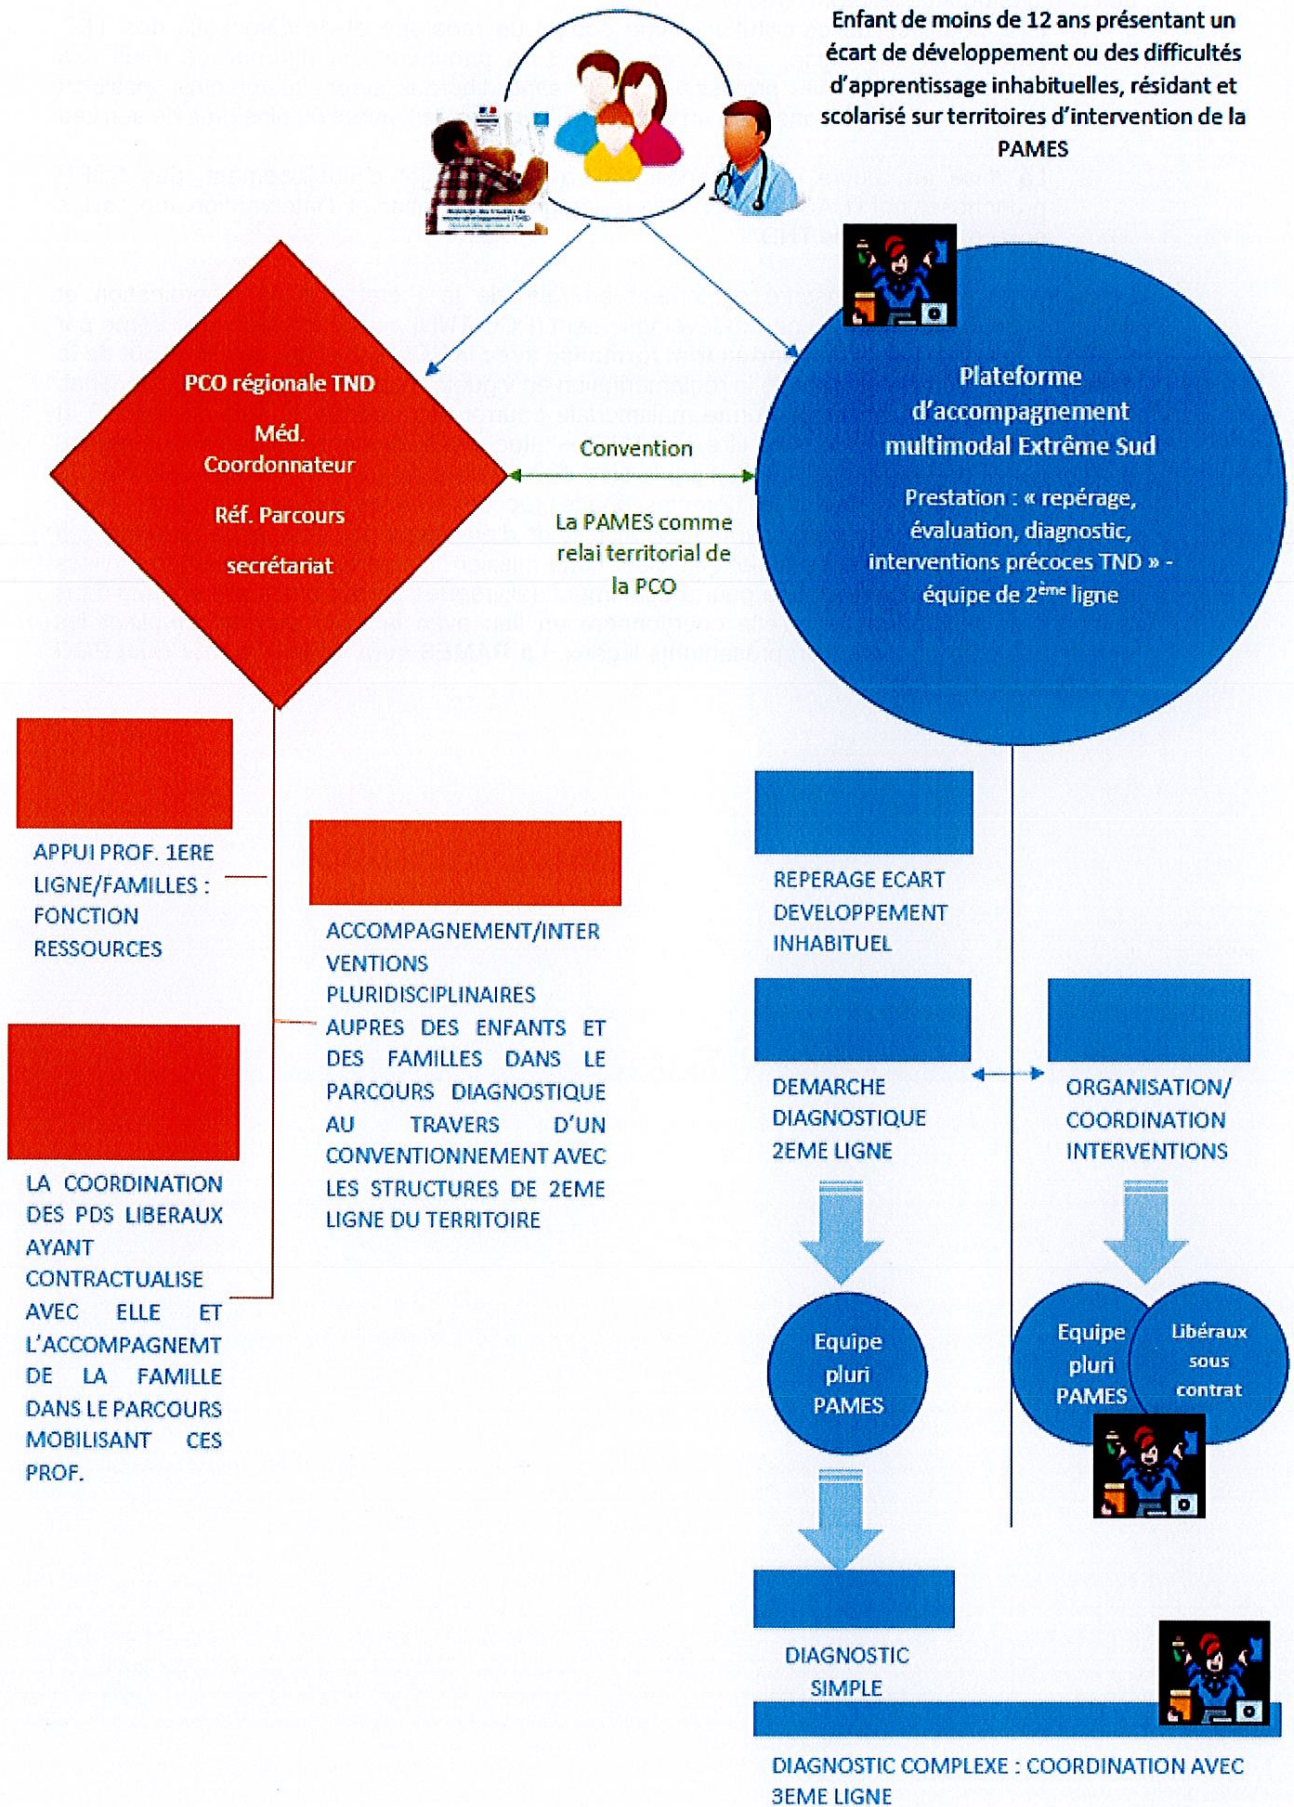 Enfant de moins de 12 ans présentant un
écart de développement ou des difficultés
d'apprentissage inhabituelles, résidant et
scolarisé sur territoires d'intervention de la
PAMES
PCO régionale TND
Méd.
Coordonnateur
Réf. Parcours
secrétariat
Convention
La PAMES comme
relai territorial de
la PCO
Plateforme
d'accompagnement
multimodal Extrême Sud
Prestation : « repérage,
évaluation, diagnostic,
interventions précoces TND » -
équipe de 2ème ligne
APPUI PROF. 1ERE
LIGNE/FAMILLES :
FONCTION
RESSOURCES
ACCOMPAGNEMENT/INTER
VENTIONS
PLURIDISCIPLINAIRES
AUPRES DES ENFANTS ET
DES FAMILLES DANS LE
PARCOURS DIAGNOSTIQUE
AU TRAVERS D'UN
CONVENTIONNEMENT AVEC
LES STRUCTURES DE 2EME
LIGNE DU TERRITOIRE
LA COORDINATION
DES PDS LIBERAUX
AYANT
CONTRACTUALISE
AVEC ELLE ET
L'ACCOMPAGNEMT
DE LA FAMILLE
DANS LE PARCOURS
MOBILISANT CES
PROF.
REPERAGE ECART
DEVELOPPEMENT
INHABITUEL
DEMARCHE
DIAGNOSTIQUE
2EME LIGNE
ORGANISATION/
COORDINATION
INTERVENTIONS
Equipe
pluri
PAMES
Equipe
pluri
PAMES
Libéraux
sous
contrat
DIAGNOSTIC
SIMPLE
DIAGNOSTIC COMPLEXE : COORDINATION AVEC
3EME LIGNE